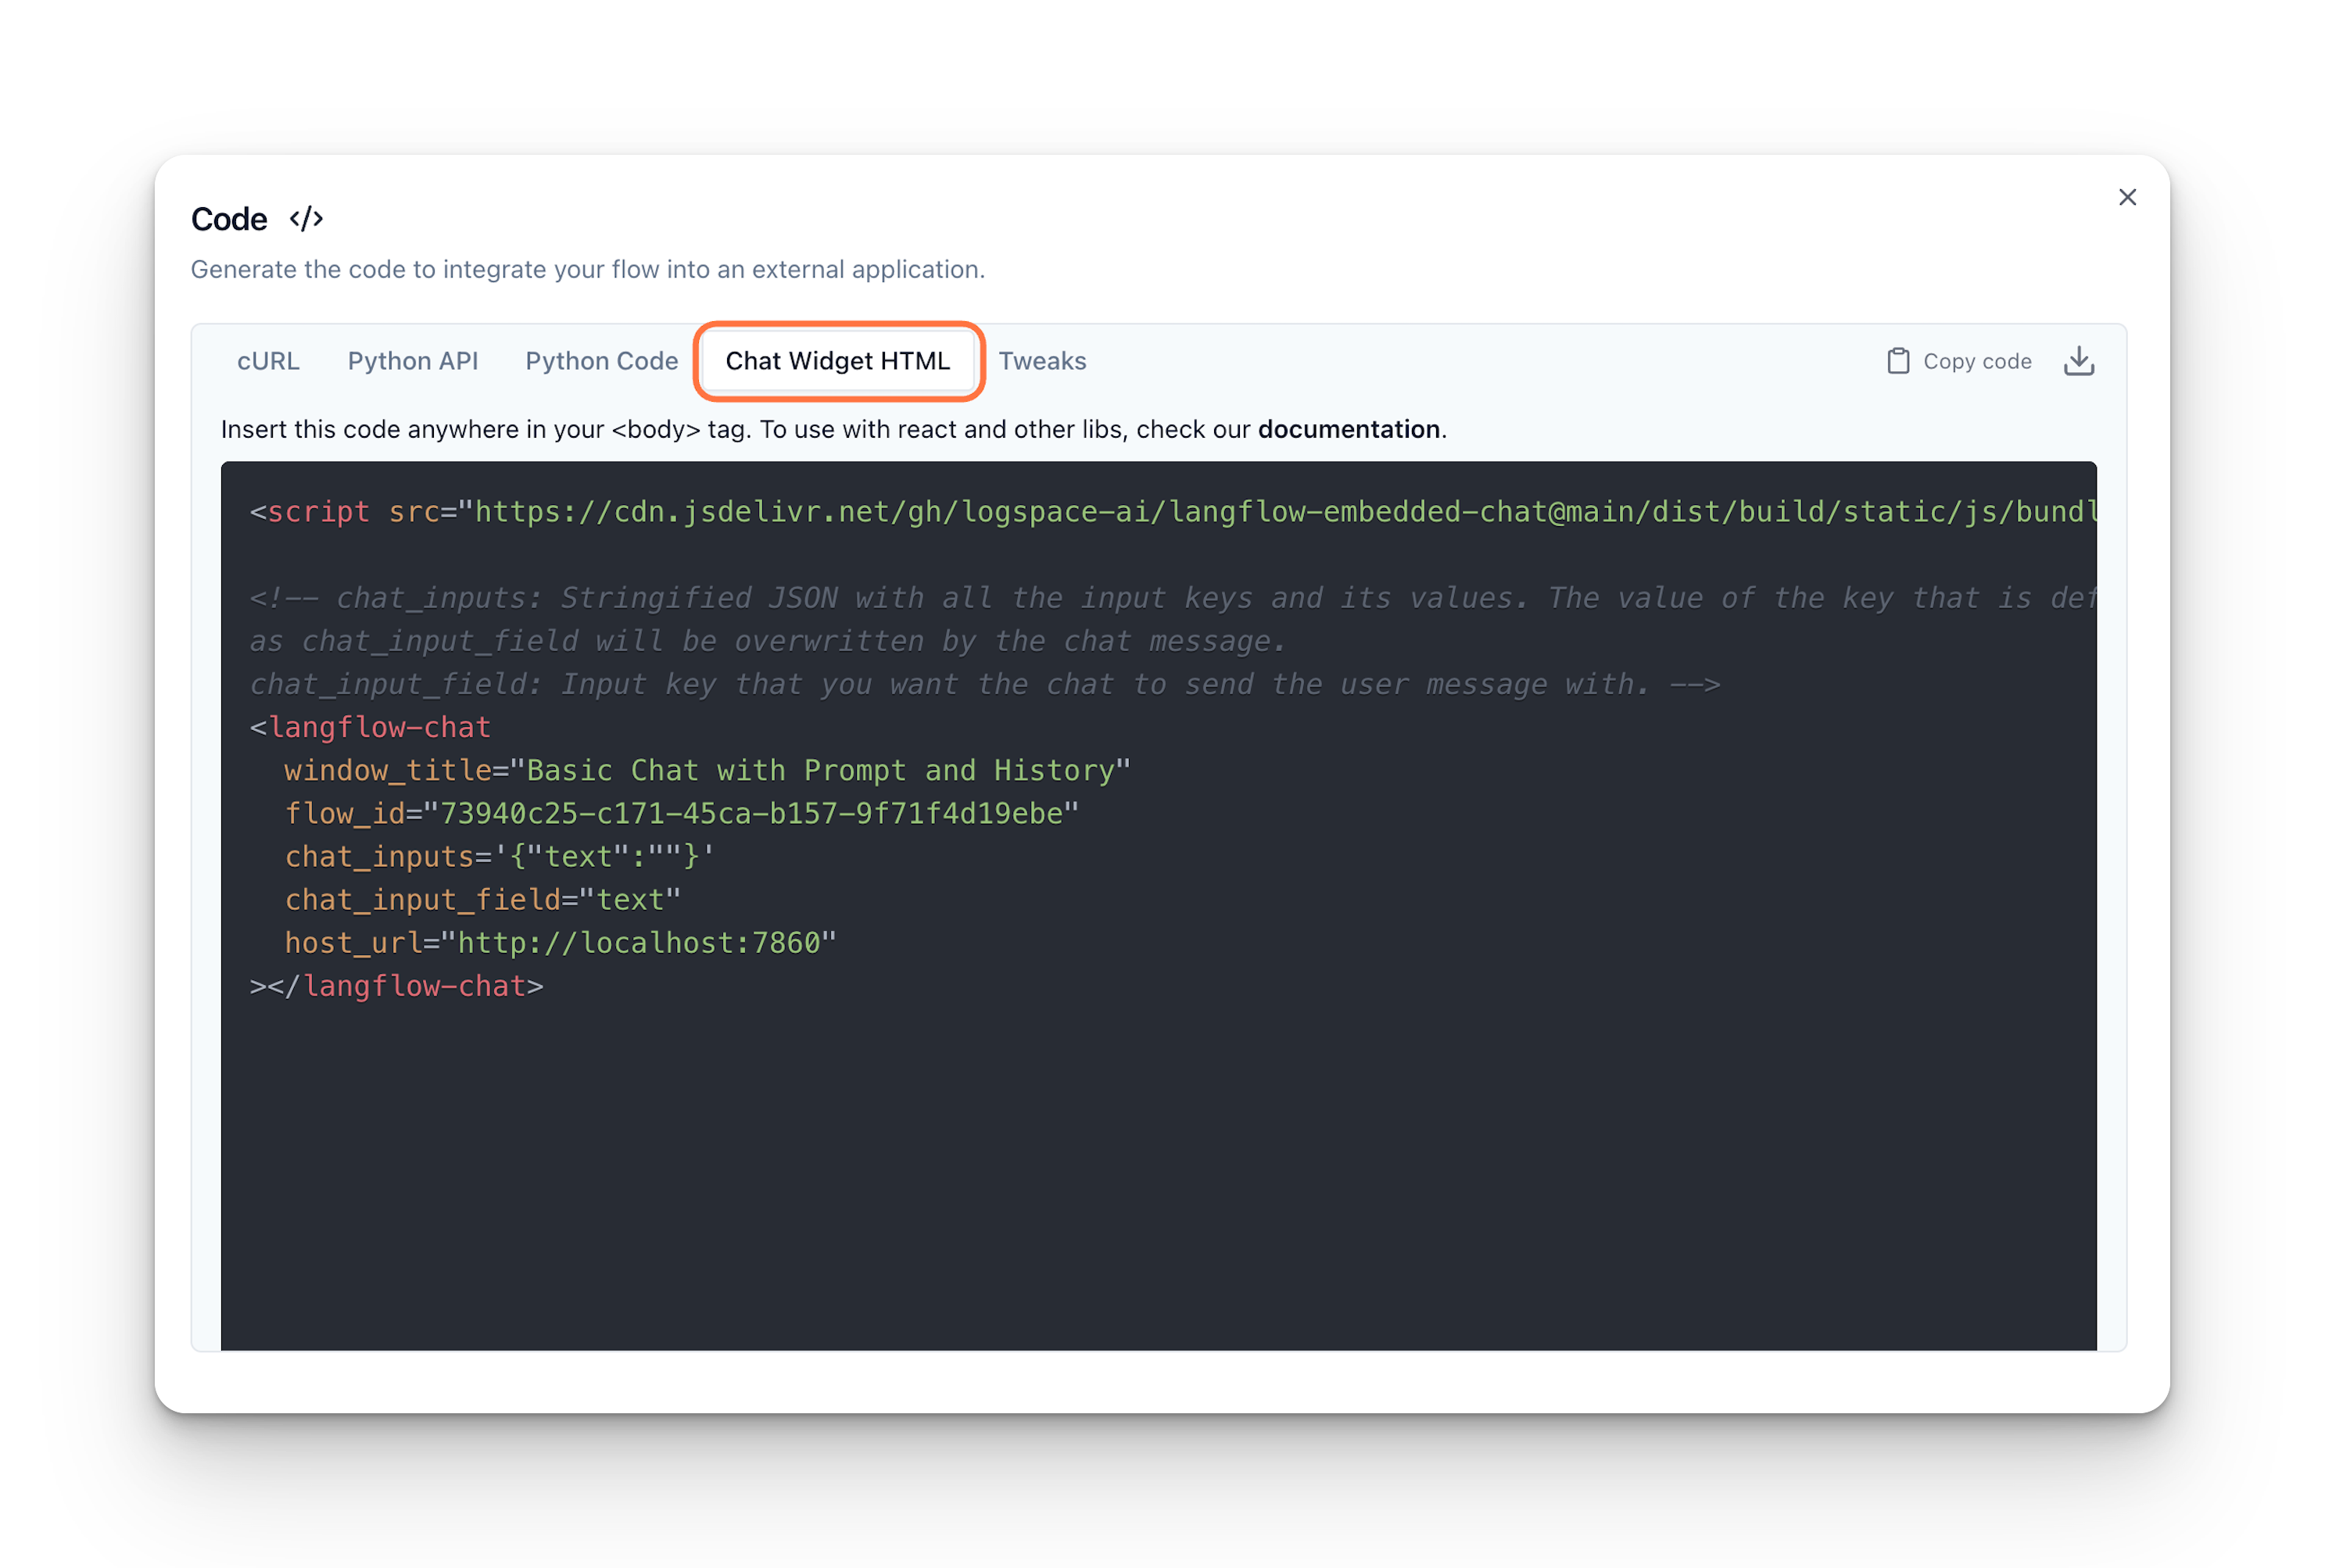 Code </>
Generate the code to integrate your flow into an external application.
cURL Python API Python Code Chat Widget HTML Tweaks Copy code
Insert this code anywhere in your <body> tag. To use with react and other libs, check our documentation.
<script src="https://cdn.jsdelivr.net/gh/logspace-ai/langflow-embedded-chat@main/dist/build/static/js/bundl
<!-- chat_inputs: Stringified JSON with all the input keys and its values. The value of the key that is def
as chat_input_field will be overwritten by the chat message.
chat_input_field: Input key that you want the chat to send the user message with. -->
<langflow-chat
  window_title="Basic Chat with Prompt and History"
  flow_id="73940c25-c171-45ca-b157-9f71f4d19ebe"
  chat_inputs='{"text":""}'
  chat_input_field="text"
  host_url="http://localhost:7860"
></langflow-chat>